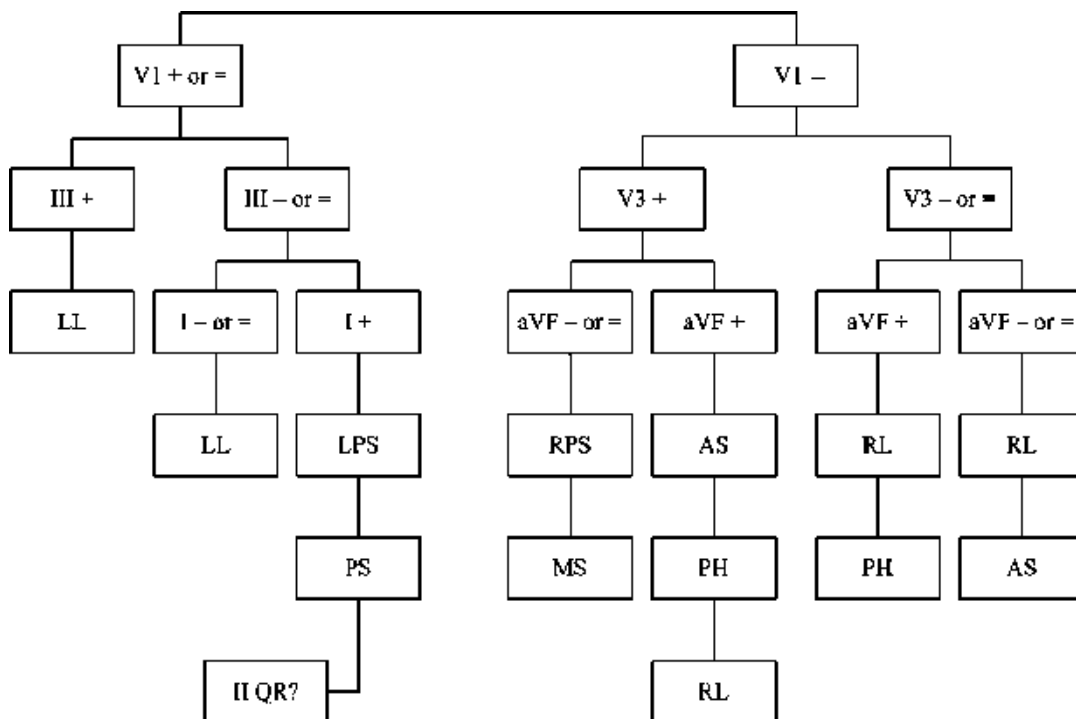 V1 + or =
V1 –
III +
III – or =
V3 +
V3 – or =
LL
I – or =
I +
aVF – or =
aVF +
aVF +
aVF – or =
LL
LPS
RPS
AS
RL
RL
PS
MS
PH
PH
AS
II QR?
RL